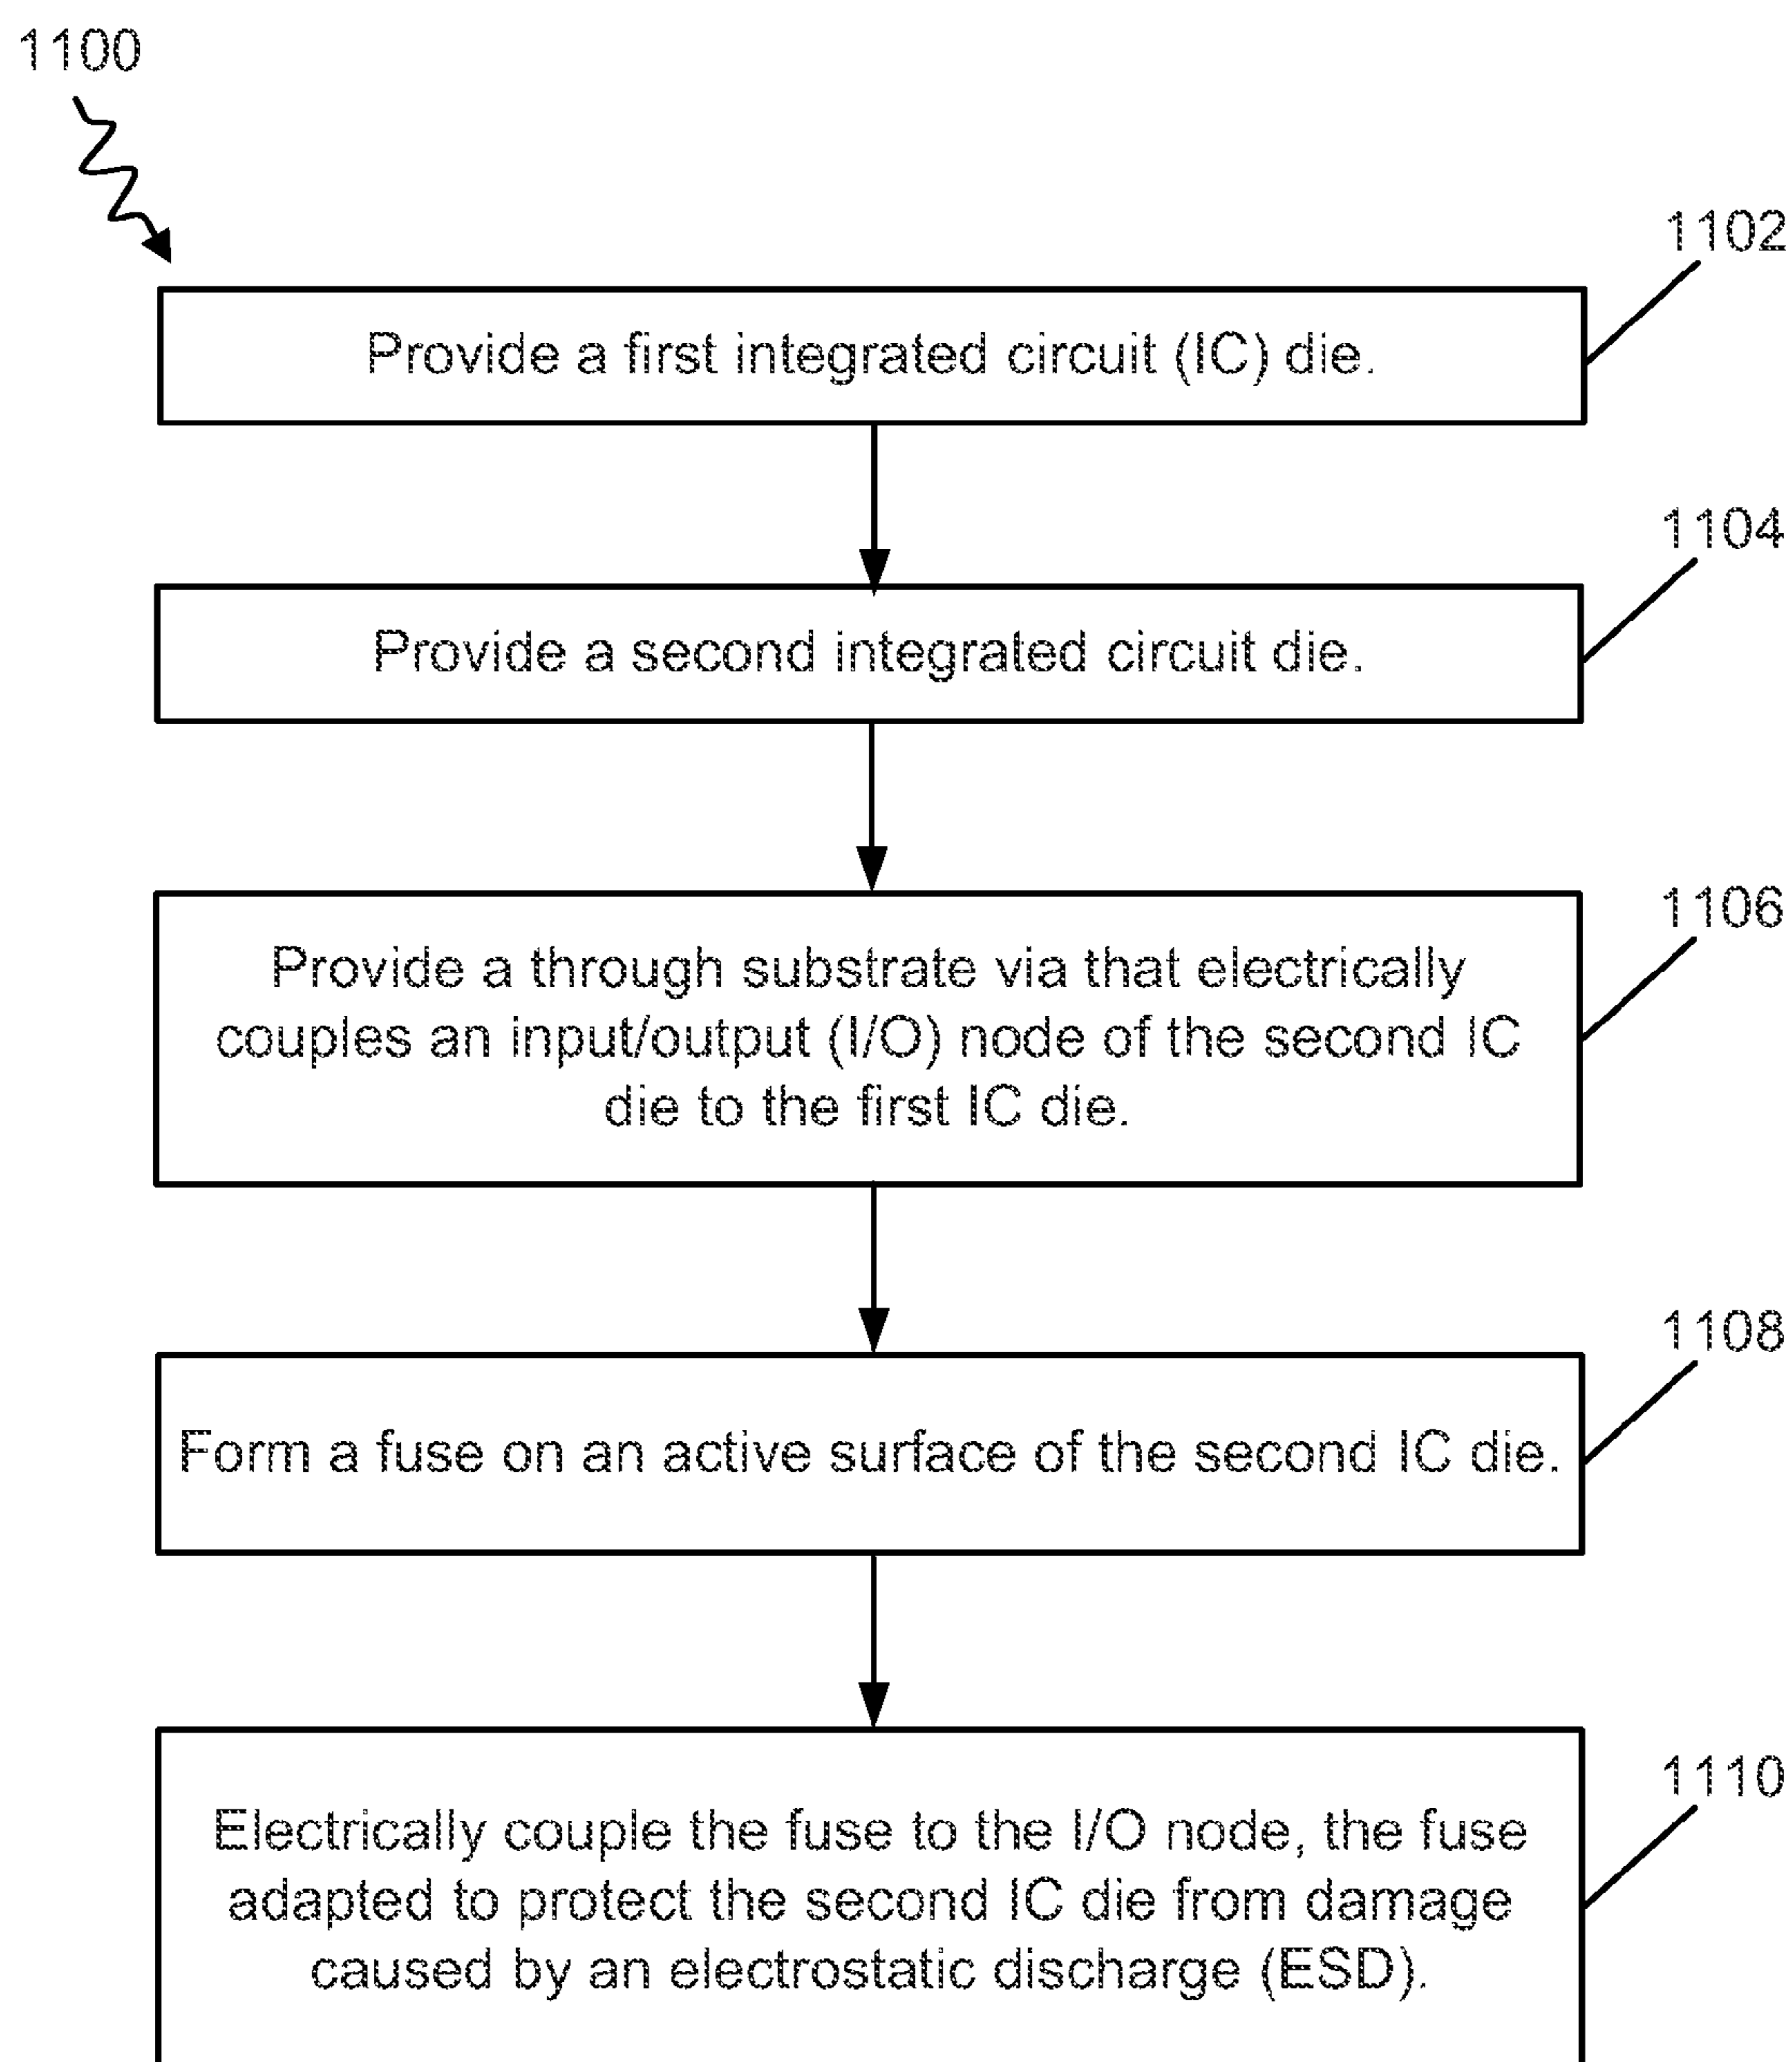 1100
1102
Provide a first integrated circuit (IC) die.
1104
Provide a second integrated circuit die.
1106
Provide a through substrate via that electrically
couples an input/output (I/O) node of the second IC
die to the first IC die.
1108
Form a fuse on an active surface of the second IC die.
1110
Electrically couple the fuse to the I/O node, the fuse
adapted to protect the second IC die from damage
caused by an electrostatic discharge (ESD).